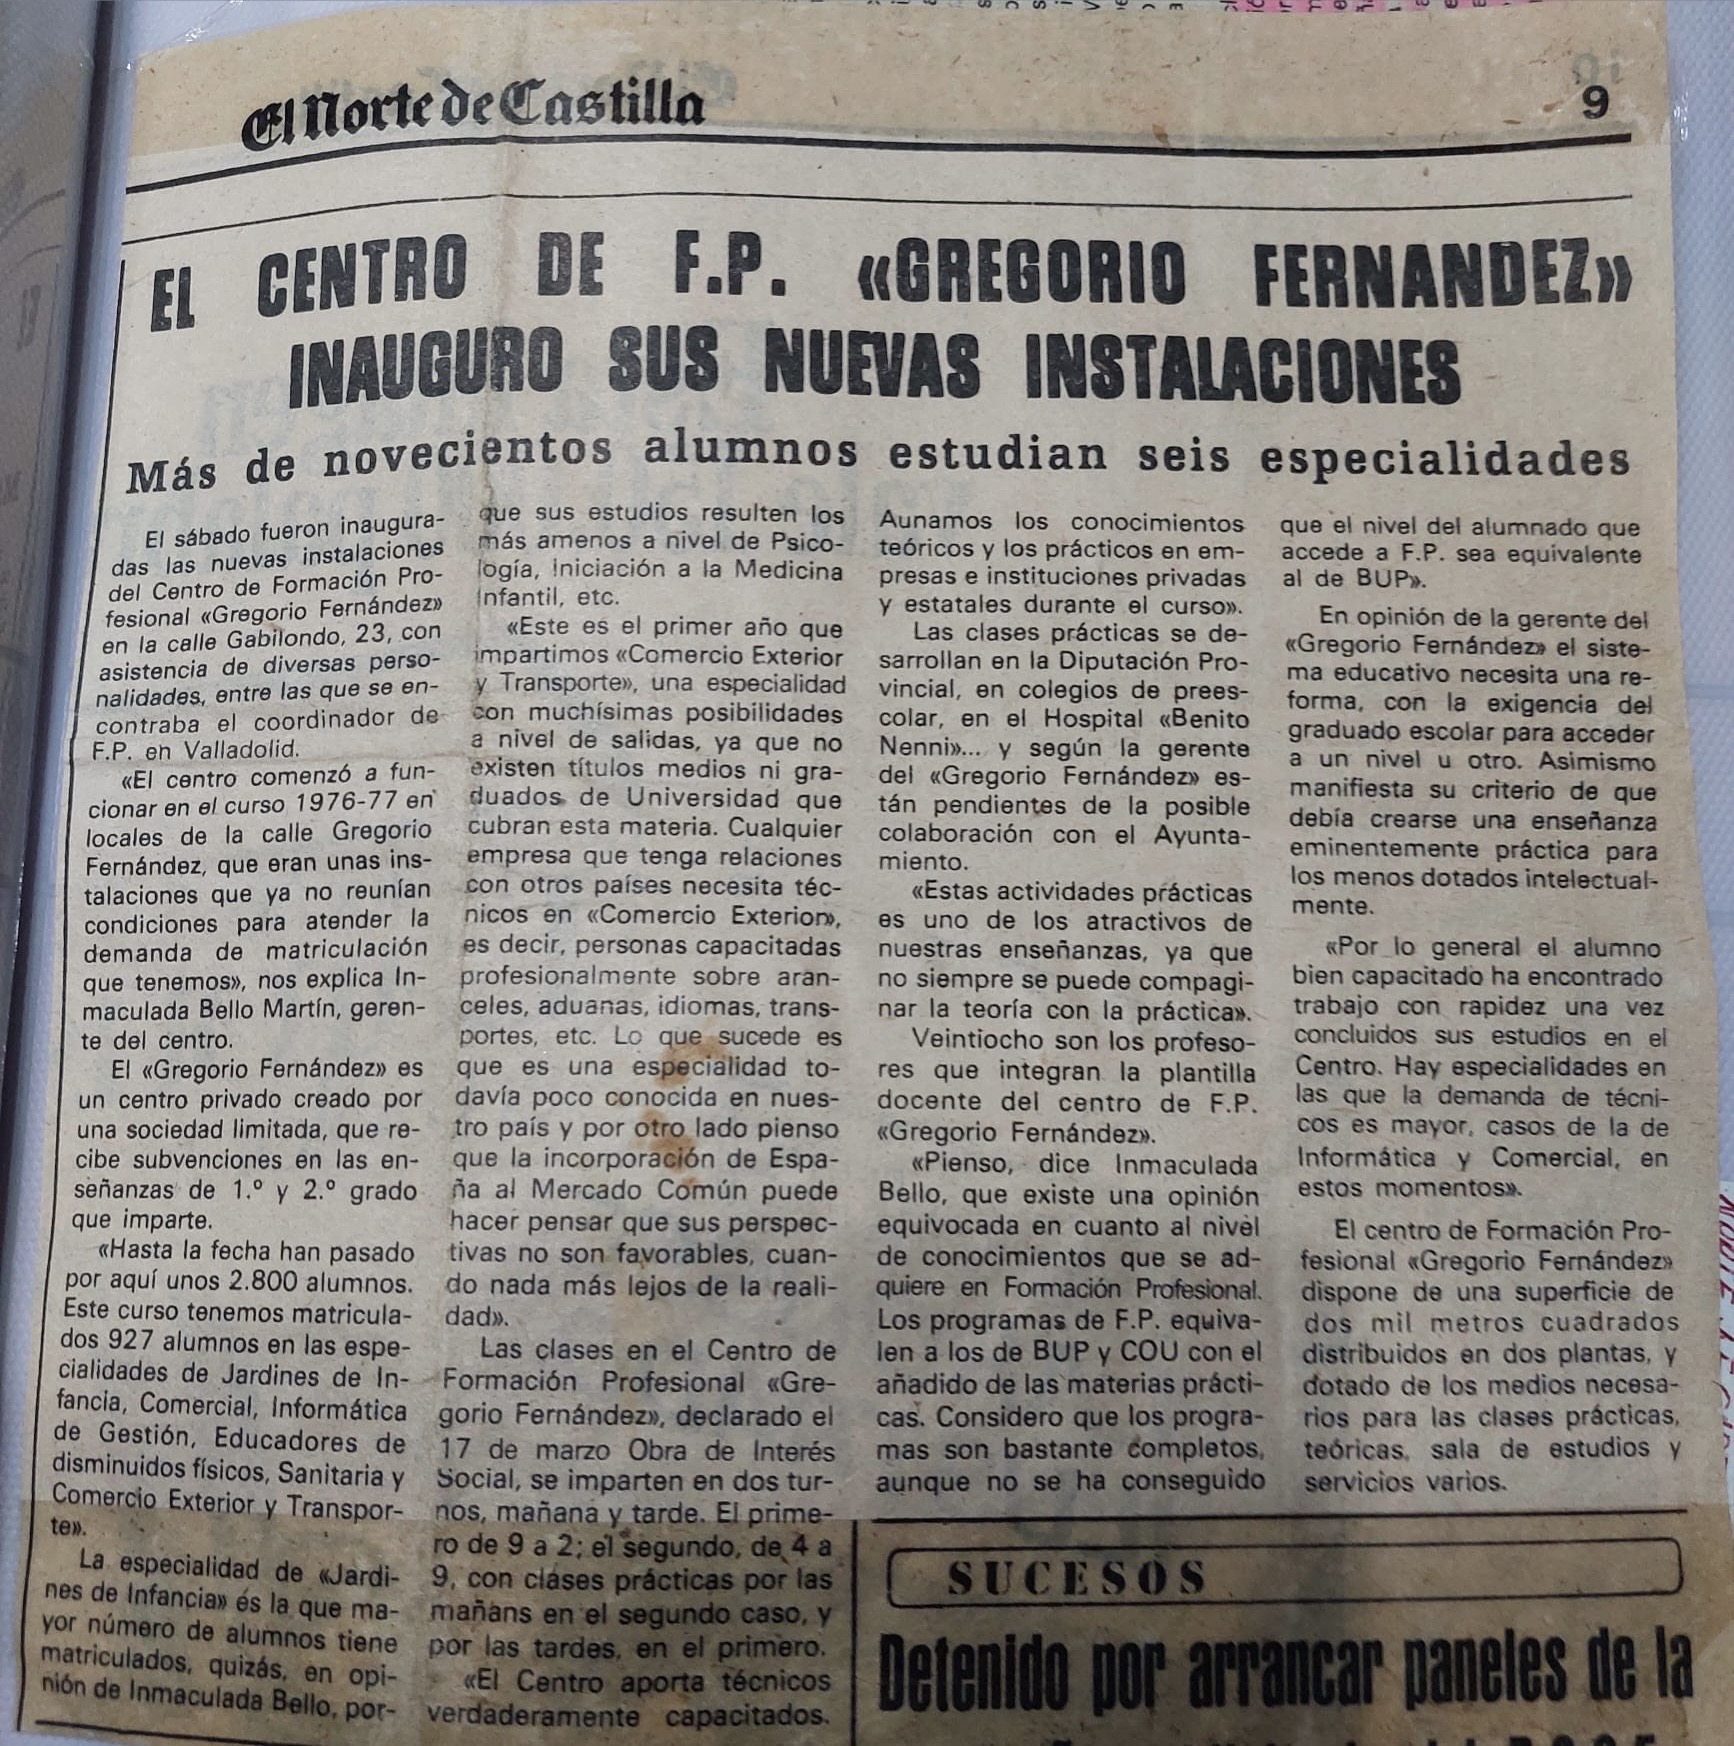 El Norte de Castilla
9
EL CENTRO DE F.P. «GREGORIO FERNANDEZ»
INAUGURO SUS NUEVAS INSTALACIONES
Más de novecientos alumnos estudian seis especialidades
El sábado fueron inaugura-
das las nuevas instalaciones
del Centro de Formación Pro-
fesional «Gregorio Fernández»
en la calle Gabilondo, 23, con
asistencia de diversas perso-
nalidades, entre las que se en-
contraba el coordinador de
F.P. en Valladolid.
«El centro comenzó a fun-
cionar en el curso 1976-77 en
locales de la calle Gregorio
Fernández, que eran unas ins-
talaciones que ya no reunían
condiciones para atender la
demanda de matriculación
que tenemos», nos explica In-
maculada Bello Martín, geren-
te del centro.
El «Gregorio Fernández» es
un centro privado creado por
una sociedad limitada, que re-
cibe subvenciones en las en-
señanzas de 1.º y 2.º grado
que imparte.
«Hasta la fecha han pasado
por aquí unos 2.800 alumnos.
Este curso tenemos matricula-
dos 927 alumnos en las espe-
cialidades de Jardines de In-
fancia, Comercial, Informática
de Gestión, Educadores de
disminuidos físicos, Sanitaria y
Comercio Exterior y Transpor-
te».
La especialidad de «Jardi-
nes de Infancia» és la que ma-
yor número de alumnos tiene
matriculados, quizás, en opi-
nión de Inmaculada Bello, por-
que sus estudios resulten los
más amenos a nivel de Psico-
logía, Iniciación a la Medicina
Infantil, etc.
«Este es el primer año que
impartimos «Comercio Exterior
y Transporte», una especialidad
con muchísimas posibilidades
a nivel de salidas, ya que no
existen títulos medios ni gra-
duados de Universidad que
cubran esta materia. Cualquier
empresa que tenga relaciones
con otros países necesita téc-
nicos en «Comercio Exterior»,
es decir, personas capacitadas
profesionalmente sobre aran-
celes, aduanas, idiomas, trans-
portes, etc. Lo que sucede es
que es una especialidad to-
davía poco conocida en nues-
tro país y por otro lado pienso
que la incorporación de Espa-
ña al Mercado Común puede
hacer pensar que sus perspec-
tivas no son favorables, cuan-
do nada más lejos de la reali-
dad».
Las clases en el Centro de
Formación Profesional «Gre-
gorio Fernández», declarado el
17 de marzo Obra de Interés
Social, se imparten en dos tur-
nos, mañana y tarde. El prime-
ro de 9 a 2; el segundo, de 4 a
9, con clases prácticas por las
mañans en el segundo caso, y
por las tardes, en el primero.
«El Centro aporta técnicos
verdaderamente capacitados.
Aunamos los conocimientos
teóricos y los prácticos en em-
presas e instituciones privadas
y estatales durante el curso».
Las clases prácticas se de-
sarrollan en la Diputación Pro-
vincial, en colegios de prees-
colar, en el Hospital «Benito
Nenni»... y según la gerente
del «Gregorio Fernández» es-
tán pendientes de la posible
colaboración con el Ayunta-
miento.
«Estas actividades prácticas
es uno de los atractivos de
nuestras enseñanzas, ya que
no siempre se puede compagi-
nar la teoría con la práctica».
Veintiocho son los profeso-
res que integran la plantilla
docente del centro de F.P.
«Gregorio Fernández».
«Pienso, dice Inmaculada
Bello, que existe una opinión
equivocada en cuanto al nivel
de conocimientos que se ad-
quiere en Formación Profesional.
Los programas de F.P. equiva-
len a los de BUP y COU con el
añadido de las materias prácti-
cas. Considero que los progra-
mas son bastante completos,
aunque no se ha conseguido
que el nivel del alumnado que
accede a F.P. sea equivalente
al de BUP».
En opinión de la gerente del
«Gregorio Fernández» el siste-
ma educativo necesita una re-
forma, con la exigencia del
graduado escolar para acceder
a un nivel u otro. Asimismo
manifiesta su criterio de que
debía crearse una enseñanza
eminentemente práctica para
los menos dotados intelectual-
mente.
«Por lo general el alumno
bien capacitado ha encontrado
trabajo con rapidez una vez
concluidos sus estudios en el
Centro. Hay especialidades en
las que la demanda de técni-
cos es mayor, casos de la de
Informática y Comercial, en
estos momentos».
El centro de Formación Pro-
fesional «Gregorio Fernández»
dispone de una superficie de
dos mil metros cuadrados
distribuidos en dos plantas, y
dotado de los medios necesa-
rios para las clases prácticas,
teóricas, sala de estudios y
servicios varios.
SUCESOS
Detenido por arrancar paneles de la